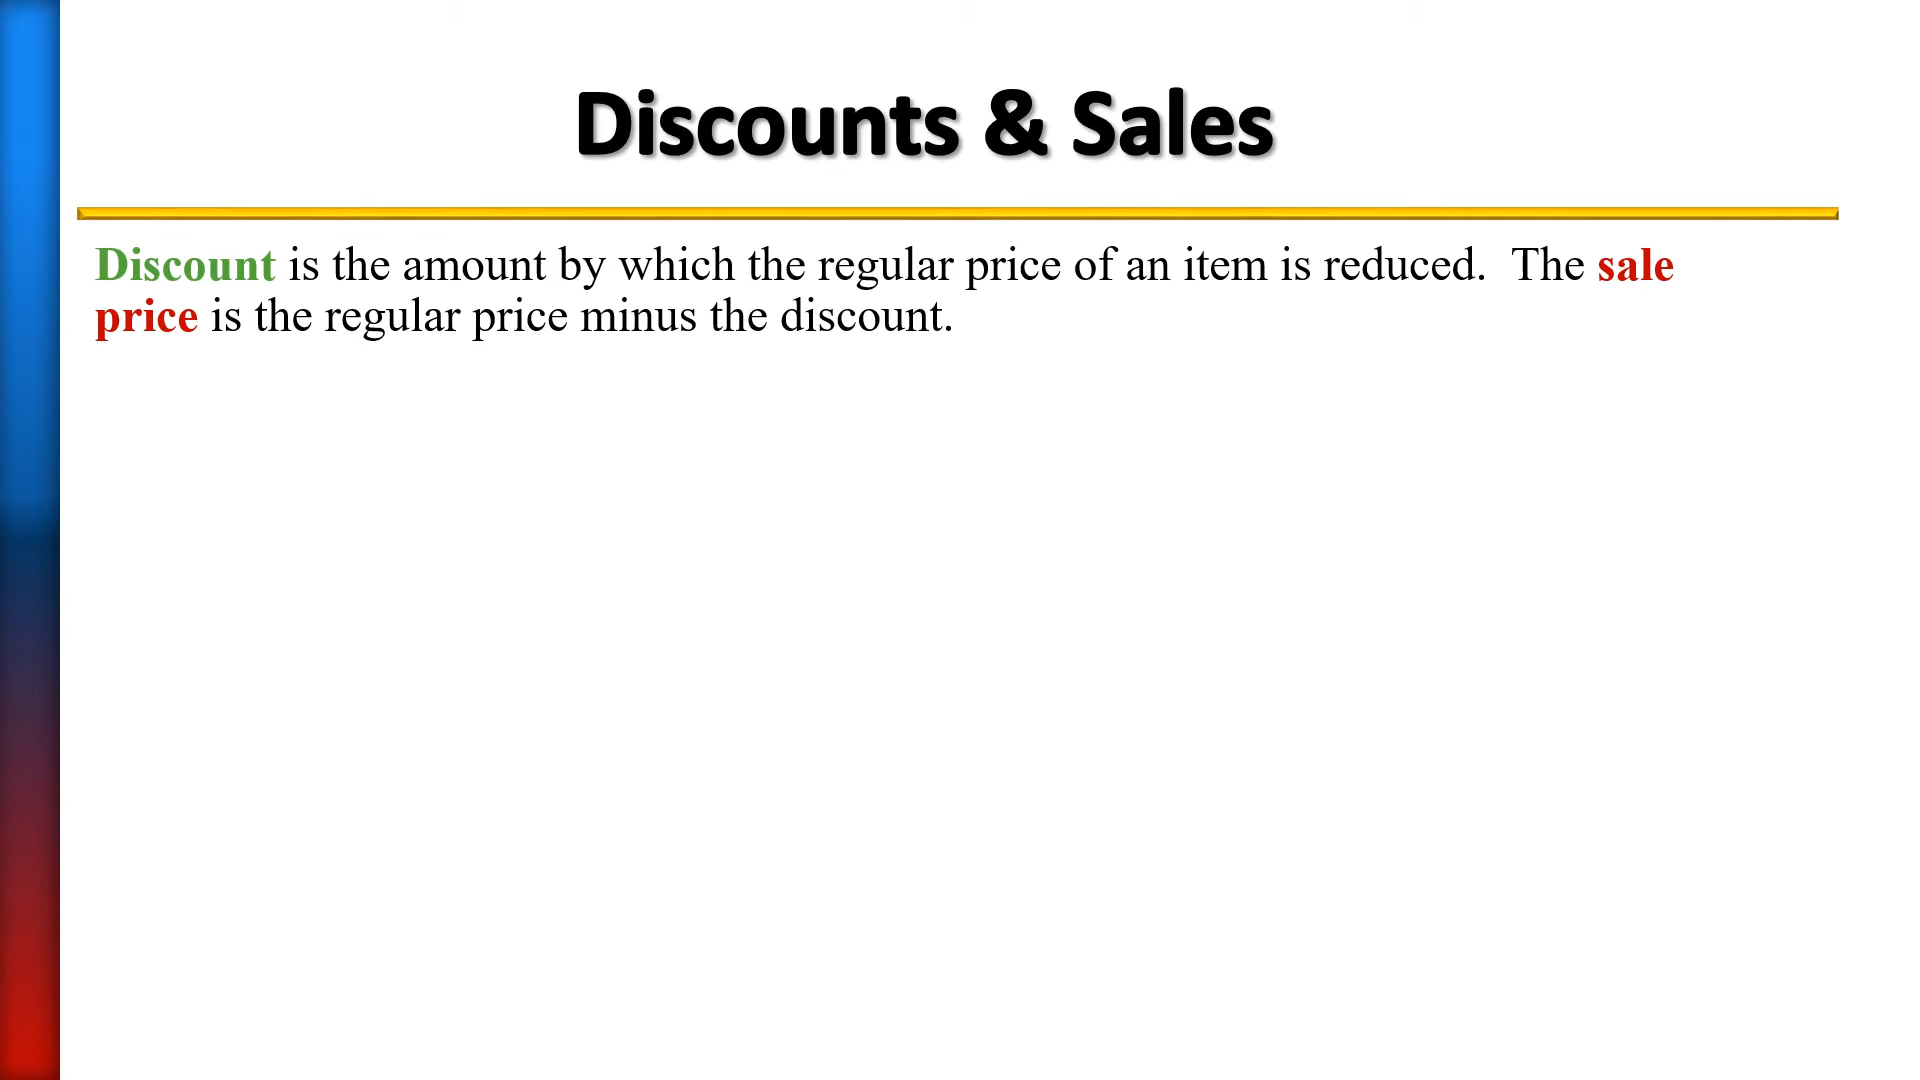 Discounts & Sales
Discount is the amount by which the regular price of an item is reduced.  The sale
price is the regular price minus the discount.